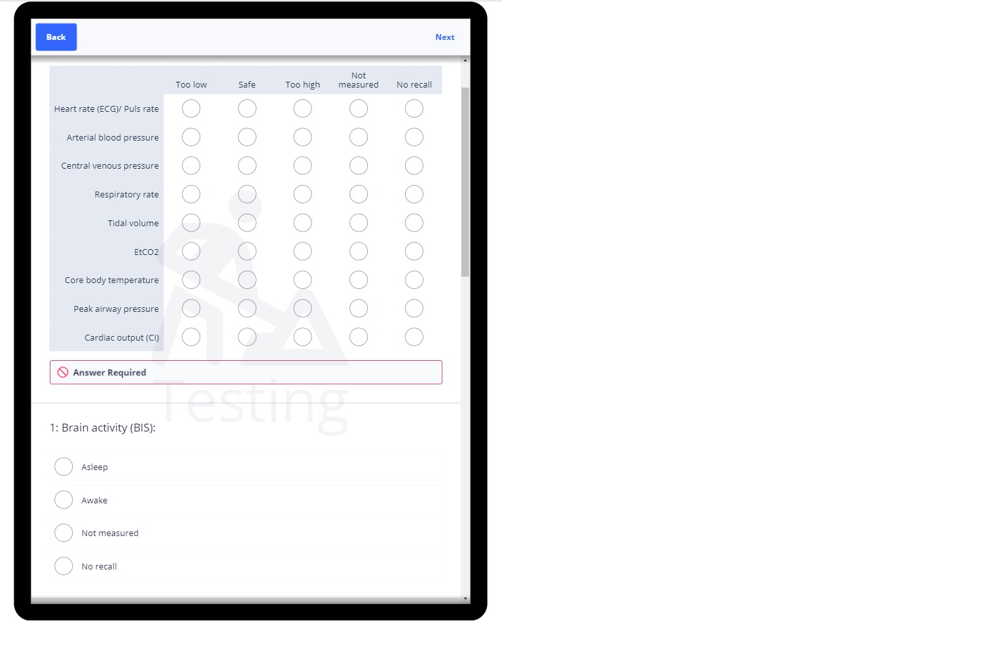 Back
Next
Too low Safe Too high Not measured No recall
Heart rate (ECG)/ Puls rate
Arterial blood pressure
Central venous pressure
Respiratory rate
Tidal volume
EtCO2
Core body temperature
Peak airway pressure
Cardiac output (CI)
Answer Required
Testing
1: Brain activity (BIS):
Asleep
Awake
Not measured
No recall